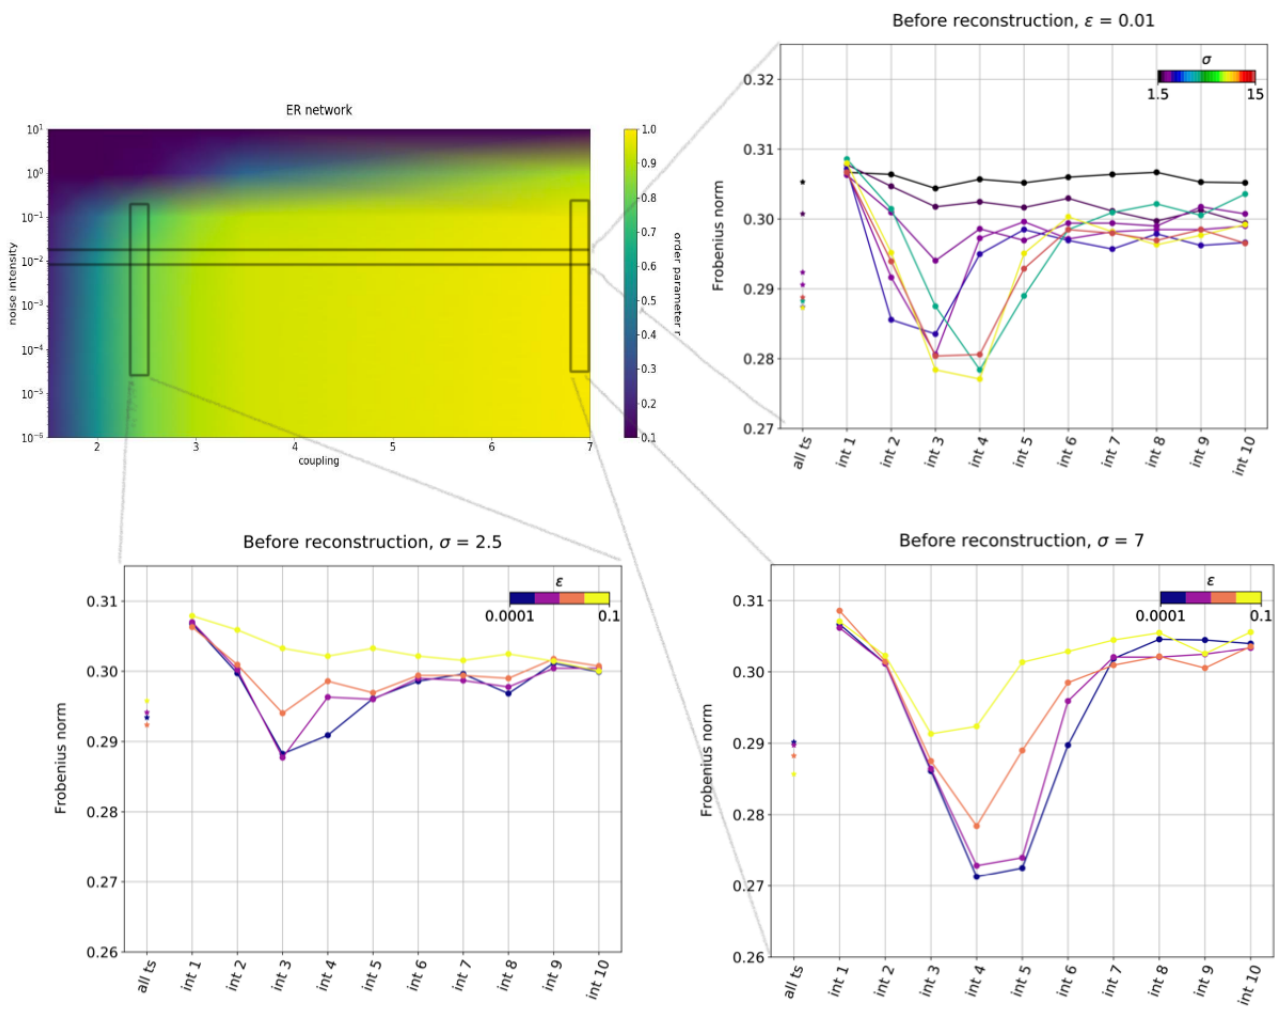 Before reconstruction, ε = 0.01
σ
1.5 15
0.32
0.31
0.30
0.29
0.28
0.27
Frobenius norm
all ts int 1 int 2 int 3 int 4 int 5 int 6 int 7 int 8 int 9 int 10
ER network
10¹
10⁰
10⁻¹
10⁻²
10⁻³
10⁻⁴
10⁻⁵
10⁻⁶
noise intensity
2 3 4 5 6 7
coupling
1.0
0.9
0.8
0.7
0.6
0.5
0.4
0.3
0.2
0.1
order parameter r
Before reconstruction, σ = 2.5
ε
0.0001 0.1
0.31
0.30
0.29
0.28
0.27
0.26
Frobenius norm
all ts int 1 int 2 int 3 int 4 int 5 int 6 int 7 int 8 int 9 int 10
Before reconstruction, σ = 7
ε
0.0001 0.1
0.31
0.30
0.29
0.28
0.27
0.26
Frobenius norm
all ts int 1 int 2 int 3 int 4 int 5 int 6 int 7 int 8 int 9 int 10